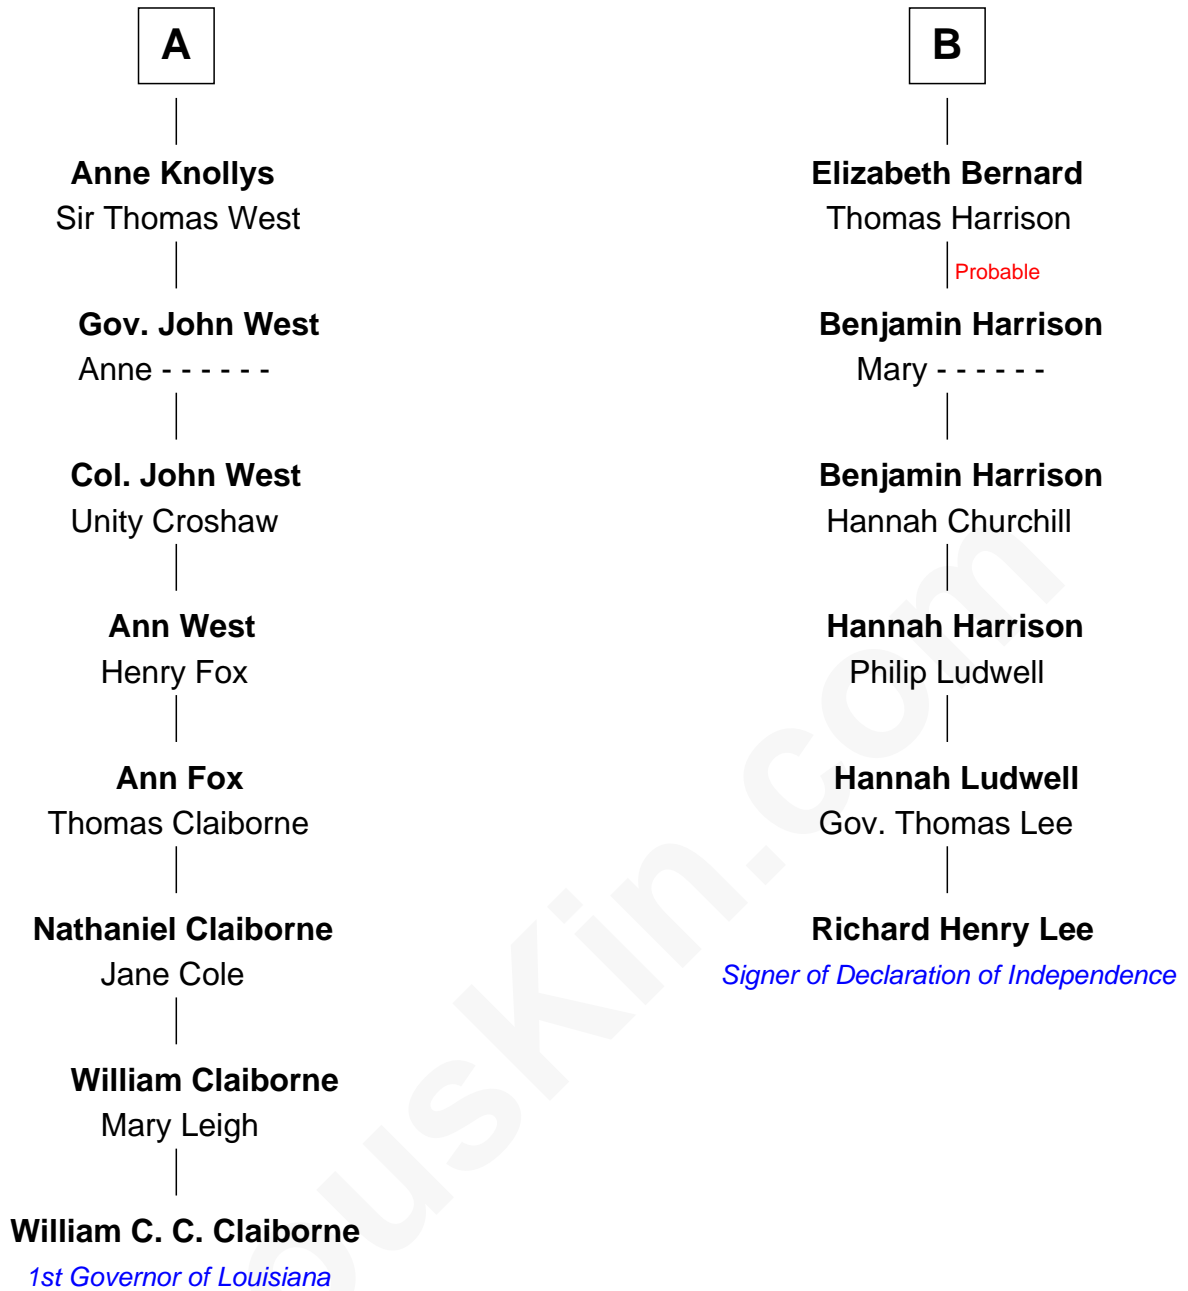 A
Anne Knollys
Sir Thomas West
Gov. John West
Anne - - - - - -
Col. John West
Unity Croshaw
Ann West
Henry Fox
Ann Fox
Thomas Claiborne
Nathaniel Claiborne
Jane Cole
William Claiborne
Mary Leigh
William C. C. Claiborne
1st Governor of Louisiana
B
Elizabeth Bernard
Thomas Harrison
Probable
Benjamin Harrison
Mary - - - - - -
Benjamin Harrison
Hannah Churchill
Hannah Harrison
Philip Ludwell
Hannah Ludwell
Gov. Thomas Lee
Richard Henry Lee
Signer of Declaration of Independence
ousKin.com